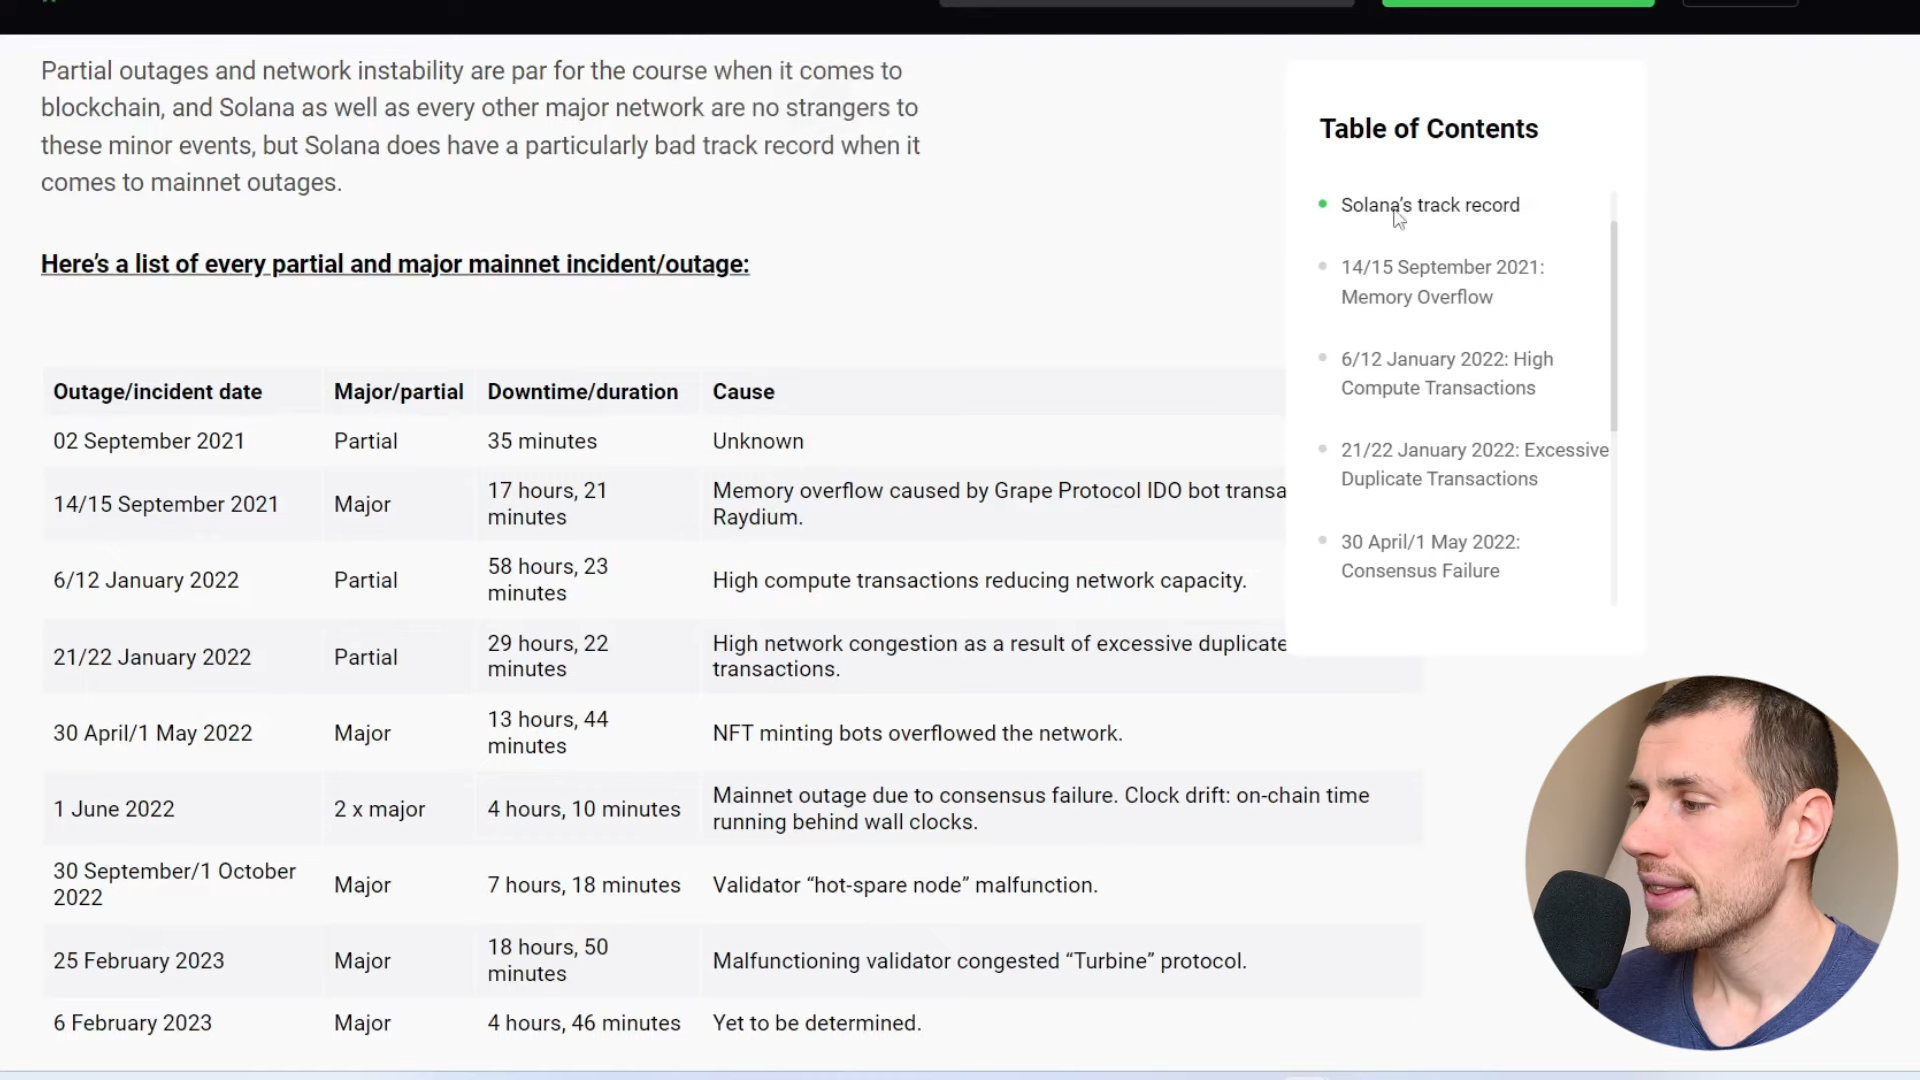 Partial outages and network instability are par for the course when it comes to
blockchain, and Solana as well as every other major network are no strangers to
these minor events, but Solana does have a particularly bad track record when it
comes to mainnet outages.
Here’s a list of every partial and major mainnet incident/outage:
Outage/incident date Major/partial Downtime/duration Cause
02 September 2021 Partial 35 minutes Unknown
14/15 September 2021 Major 17 hours, 21
minutes
Memory overflow caused by Grape Protocol IDO bot
Raydium.
6/12 January 2022 Partial 58 hours, 23
minutes
High compute transactions reducing network capacity.
21/22 January 2022 Partial 29 hours, 22
minutes
High network congestion as a result of excessive duplicate
transactions.
30 April/1 May 2022 Major 13 hours, 44
minutes
NFT minting bots overflowed the network.
1 June 2022 2 x major 4 hours, 10 minutes
Mainnet outage due to consensus failure. Clock drift: on-chain time
running behind wall clocks.
30 September/1 October
2022
Major 7 hours, 18 minutes Validator “hot-spare node” malfunction.
25 February 2023 Major 18 hours, 50
minutes
Malfunctioning validator congested “Turbine” protocol.
6 February 2023 Major 4 hours, 46 minutes Yet to be determined.
Table of Contents
Solana’s track record
14/15 September 2021:
Memory Overflow
6/12 January 2022: High
Compute Transactions
21/22 January 2022: Excessive
Duplicate Transactions
30 April/1 May 2022:
Consensus Failure